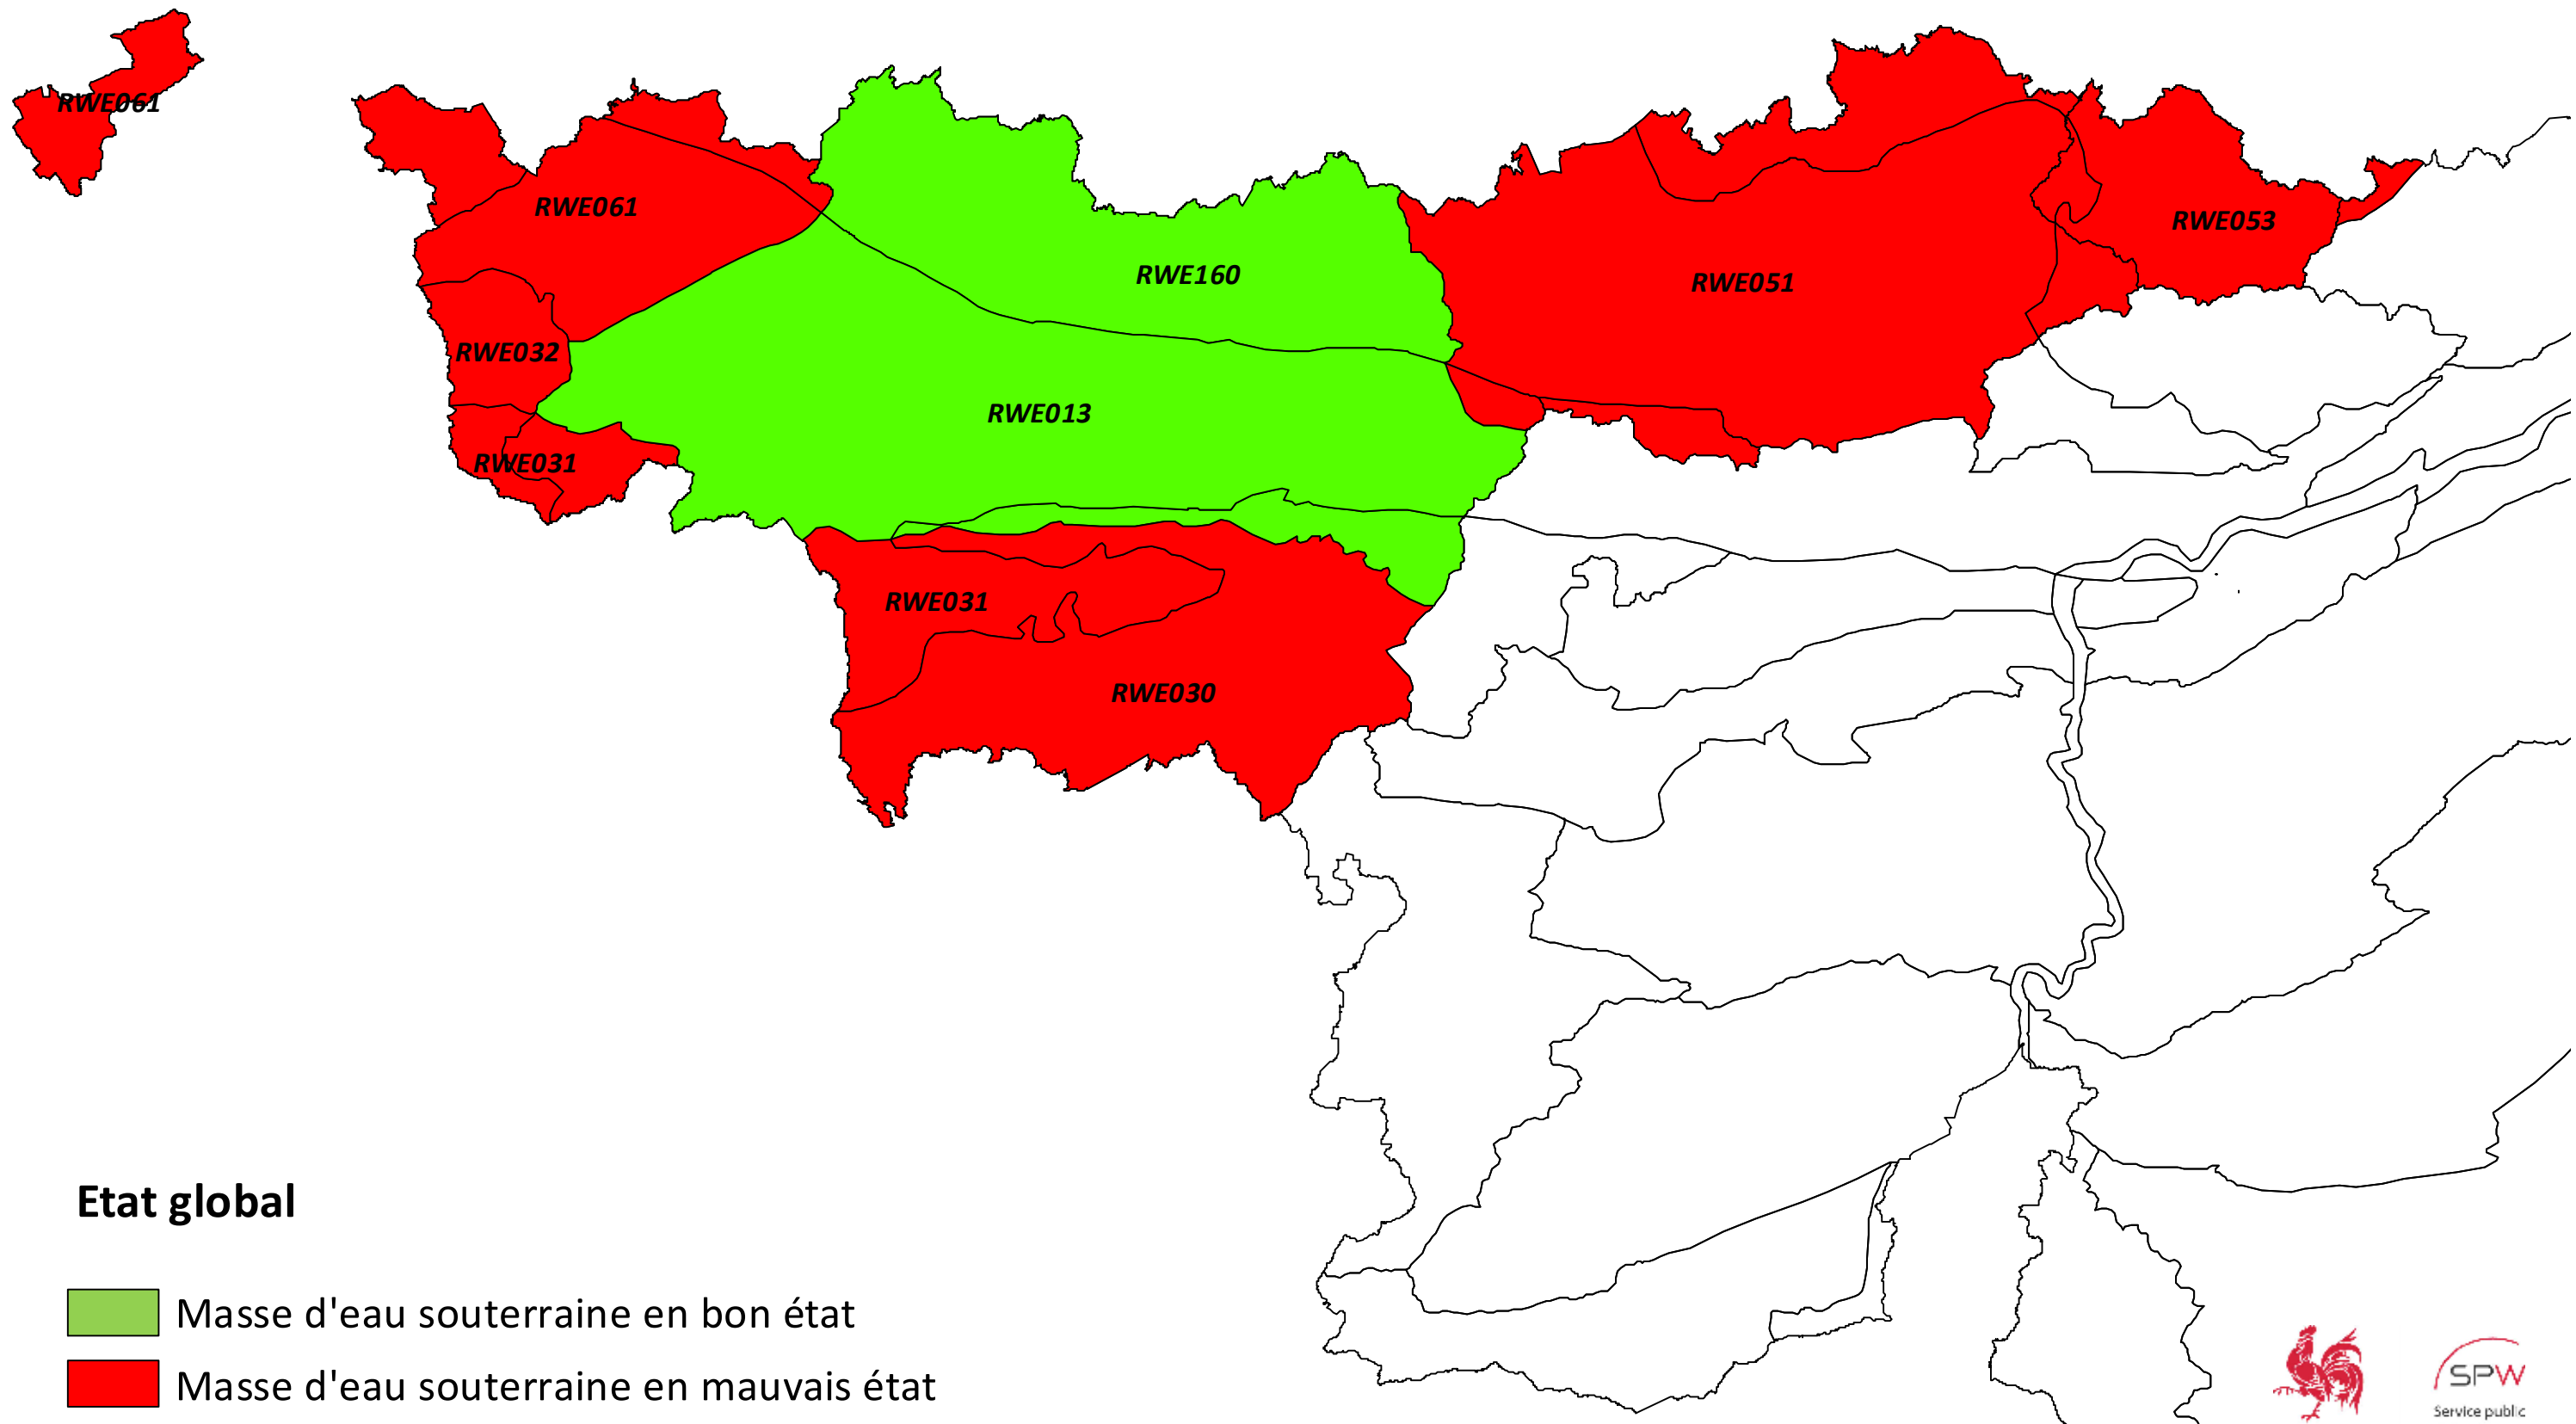 RWE061
RWE061
RWE053
RWE160
RWE051
RWE032
RWE013
RWE031
RWE031
RWE030
Etat global
Masse d'eau souterraine en bon état
Masse d'eau souterraine en mauvais état
SPW
Service public